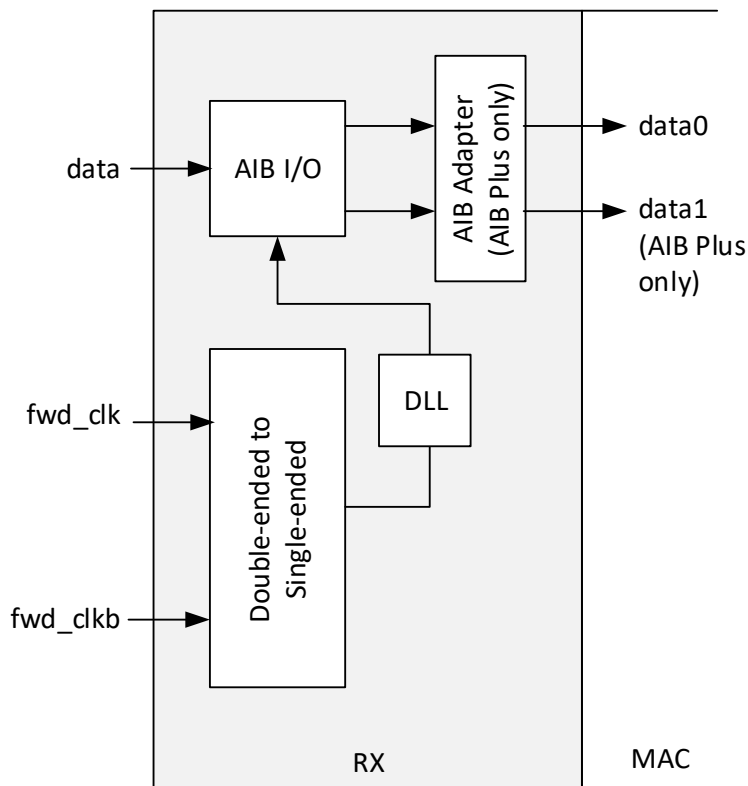 data
AIB I/O
AIB Adapter
(AIB Plus only)
data0
data1
(AIB Plus
only)
fwd_clk
DLL
Double-ended to
Single-ended
fwd_clkb
RX
MAC